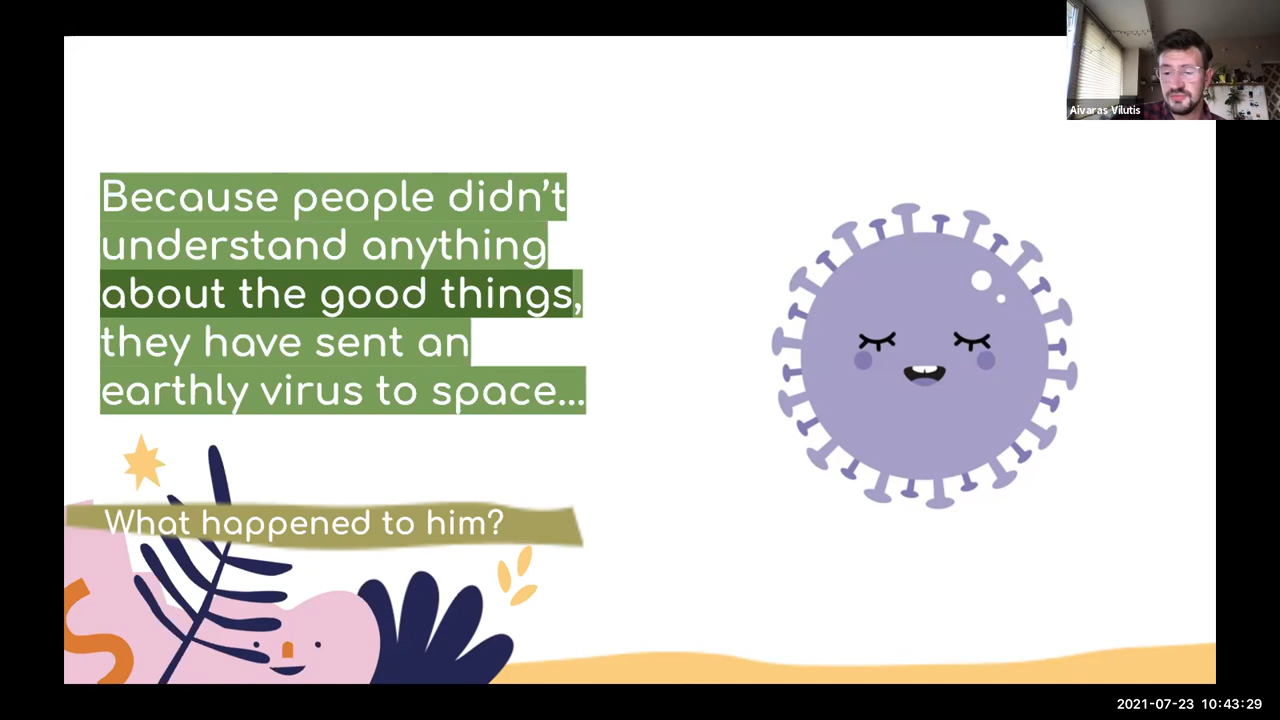 Aivaras Vilutis
Because people didn't
understand anything
about the good things,
they have sent an
earthly virus to space...
What happened to him?
S
2021-07-23 10:43:29